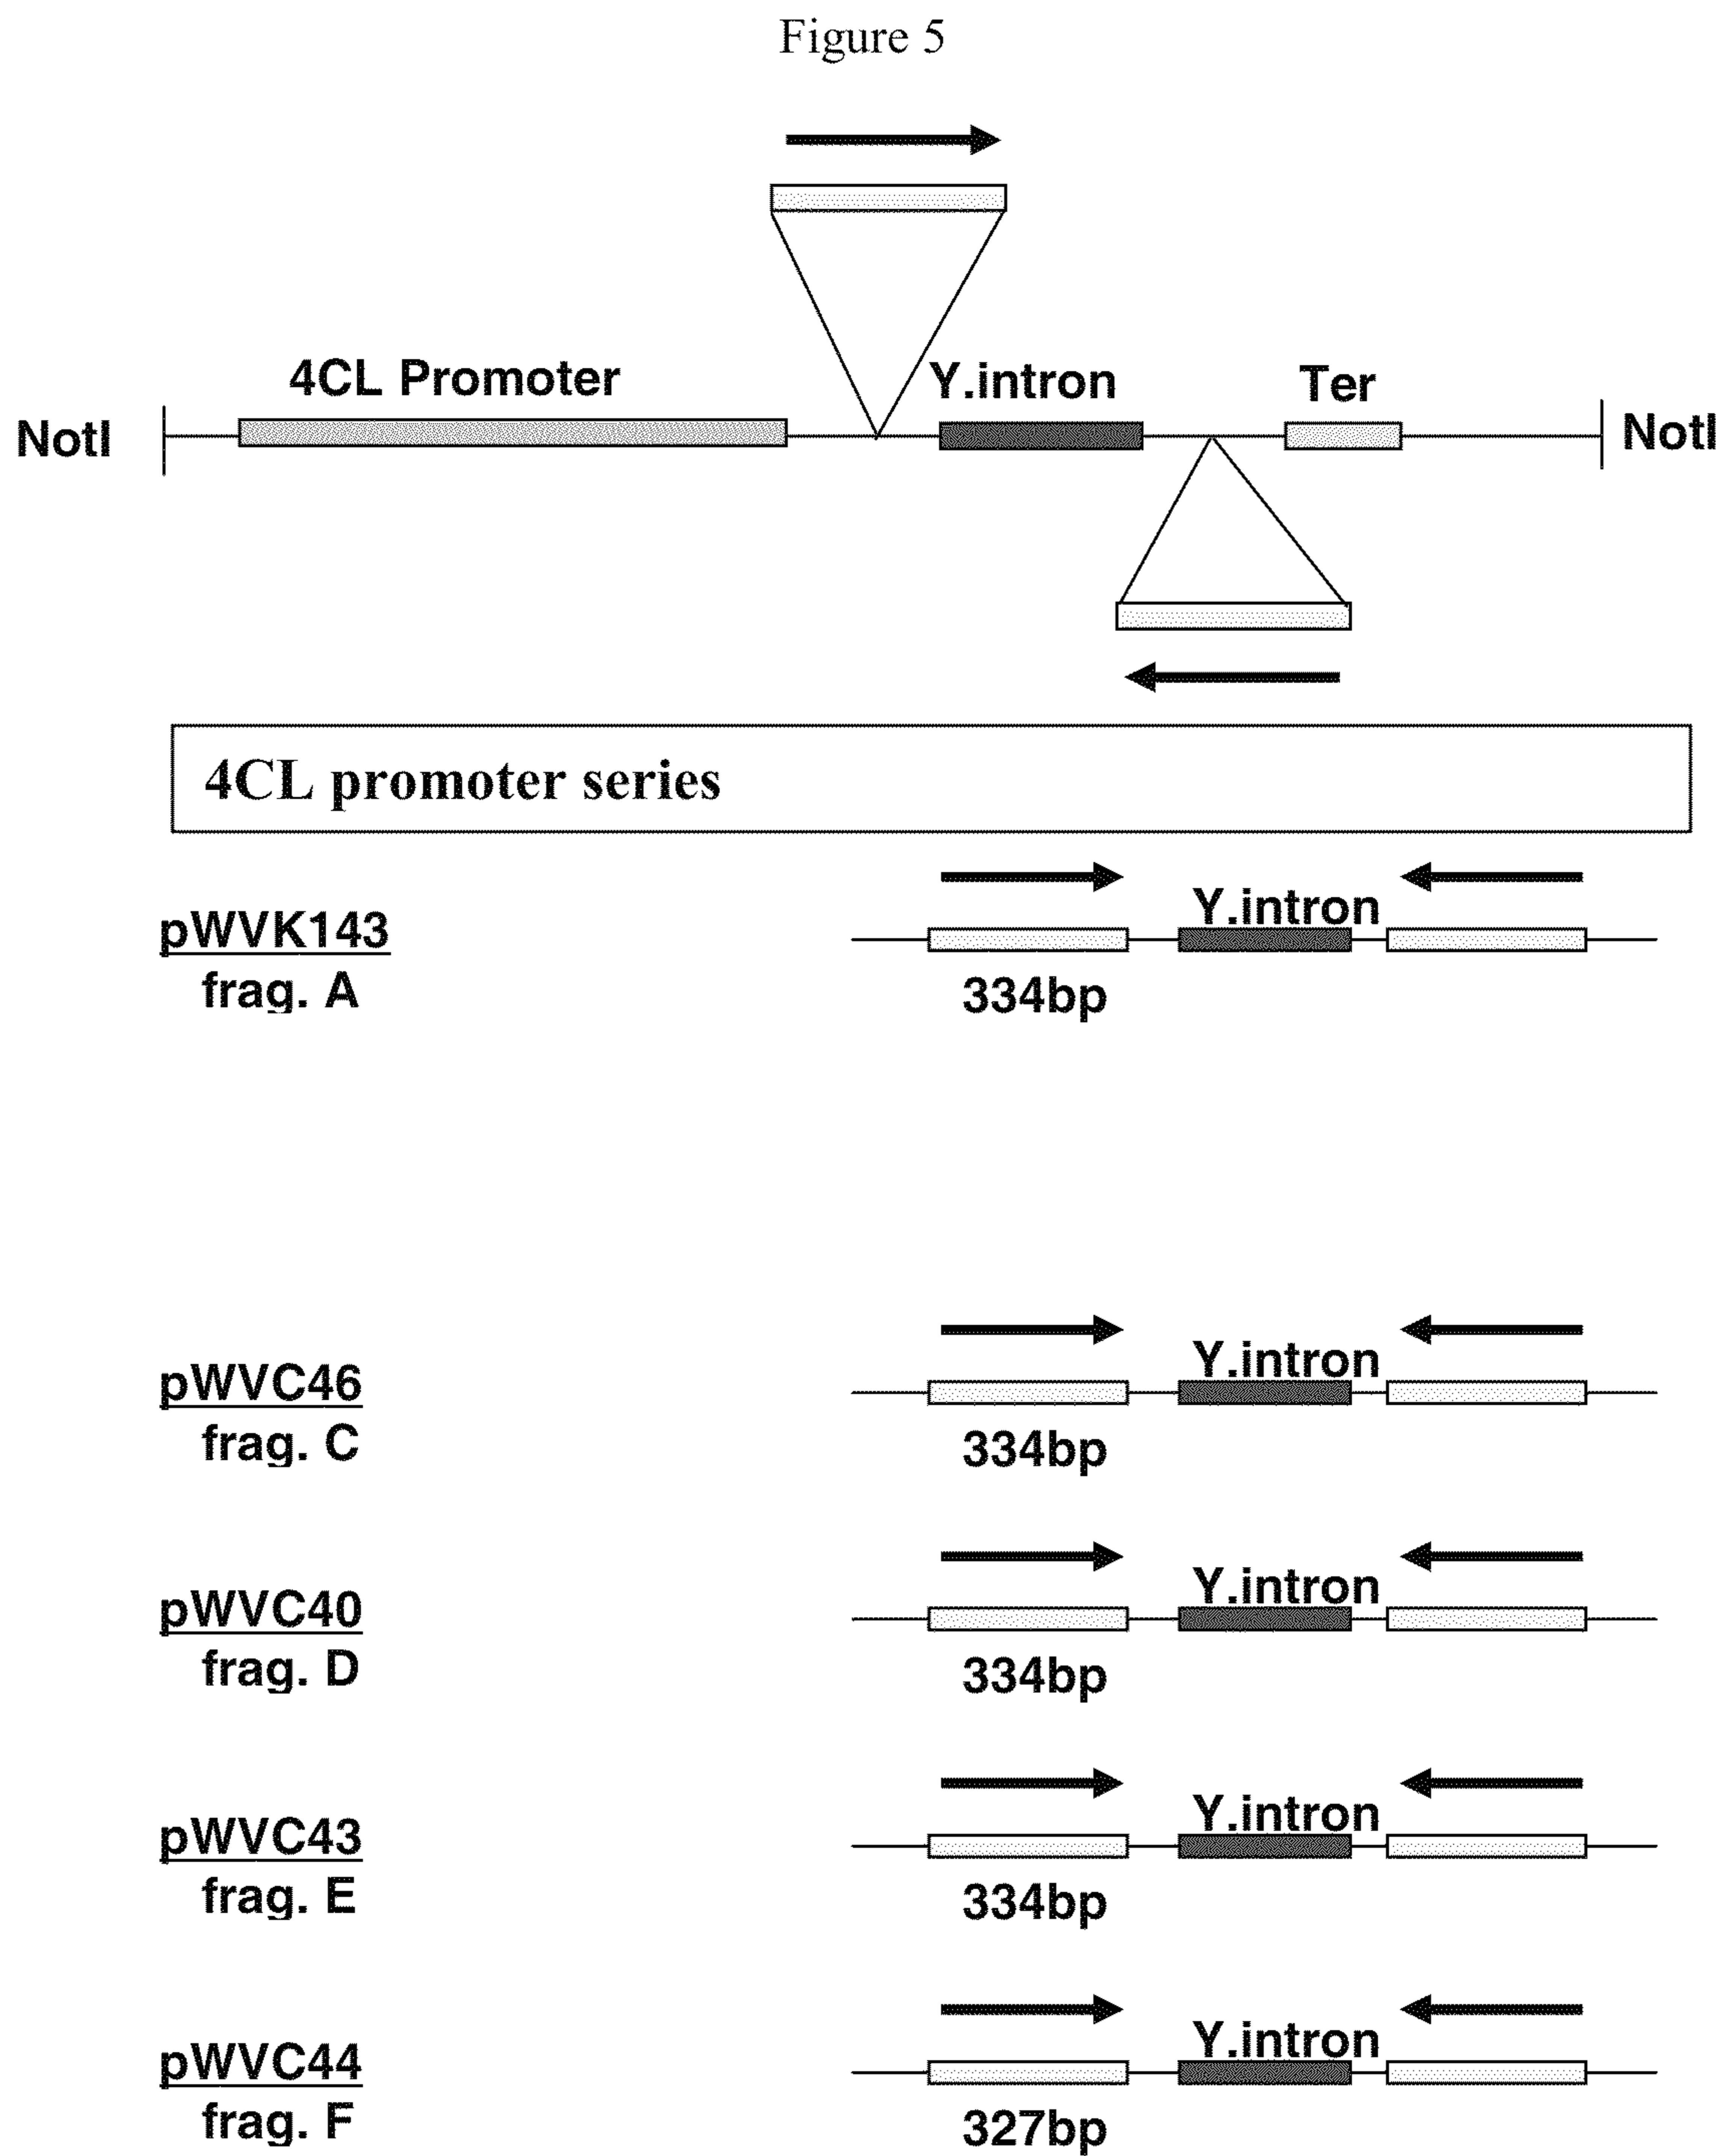 Figure 5
4CL Promoter
Y.intron
Ter
NotI
NotI
4CL promoter series
Y.intron
pWVK143
frag. A
334bp
Y.intron
pWVC46
frag. C
334bp
Y.intron
pWVC40
frag. D
334bp
Y.intron
pWVC43
frag. E
334bp
Y.intron
pWVC44
frag. F
327bp